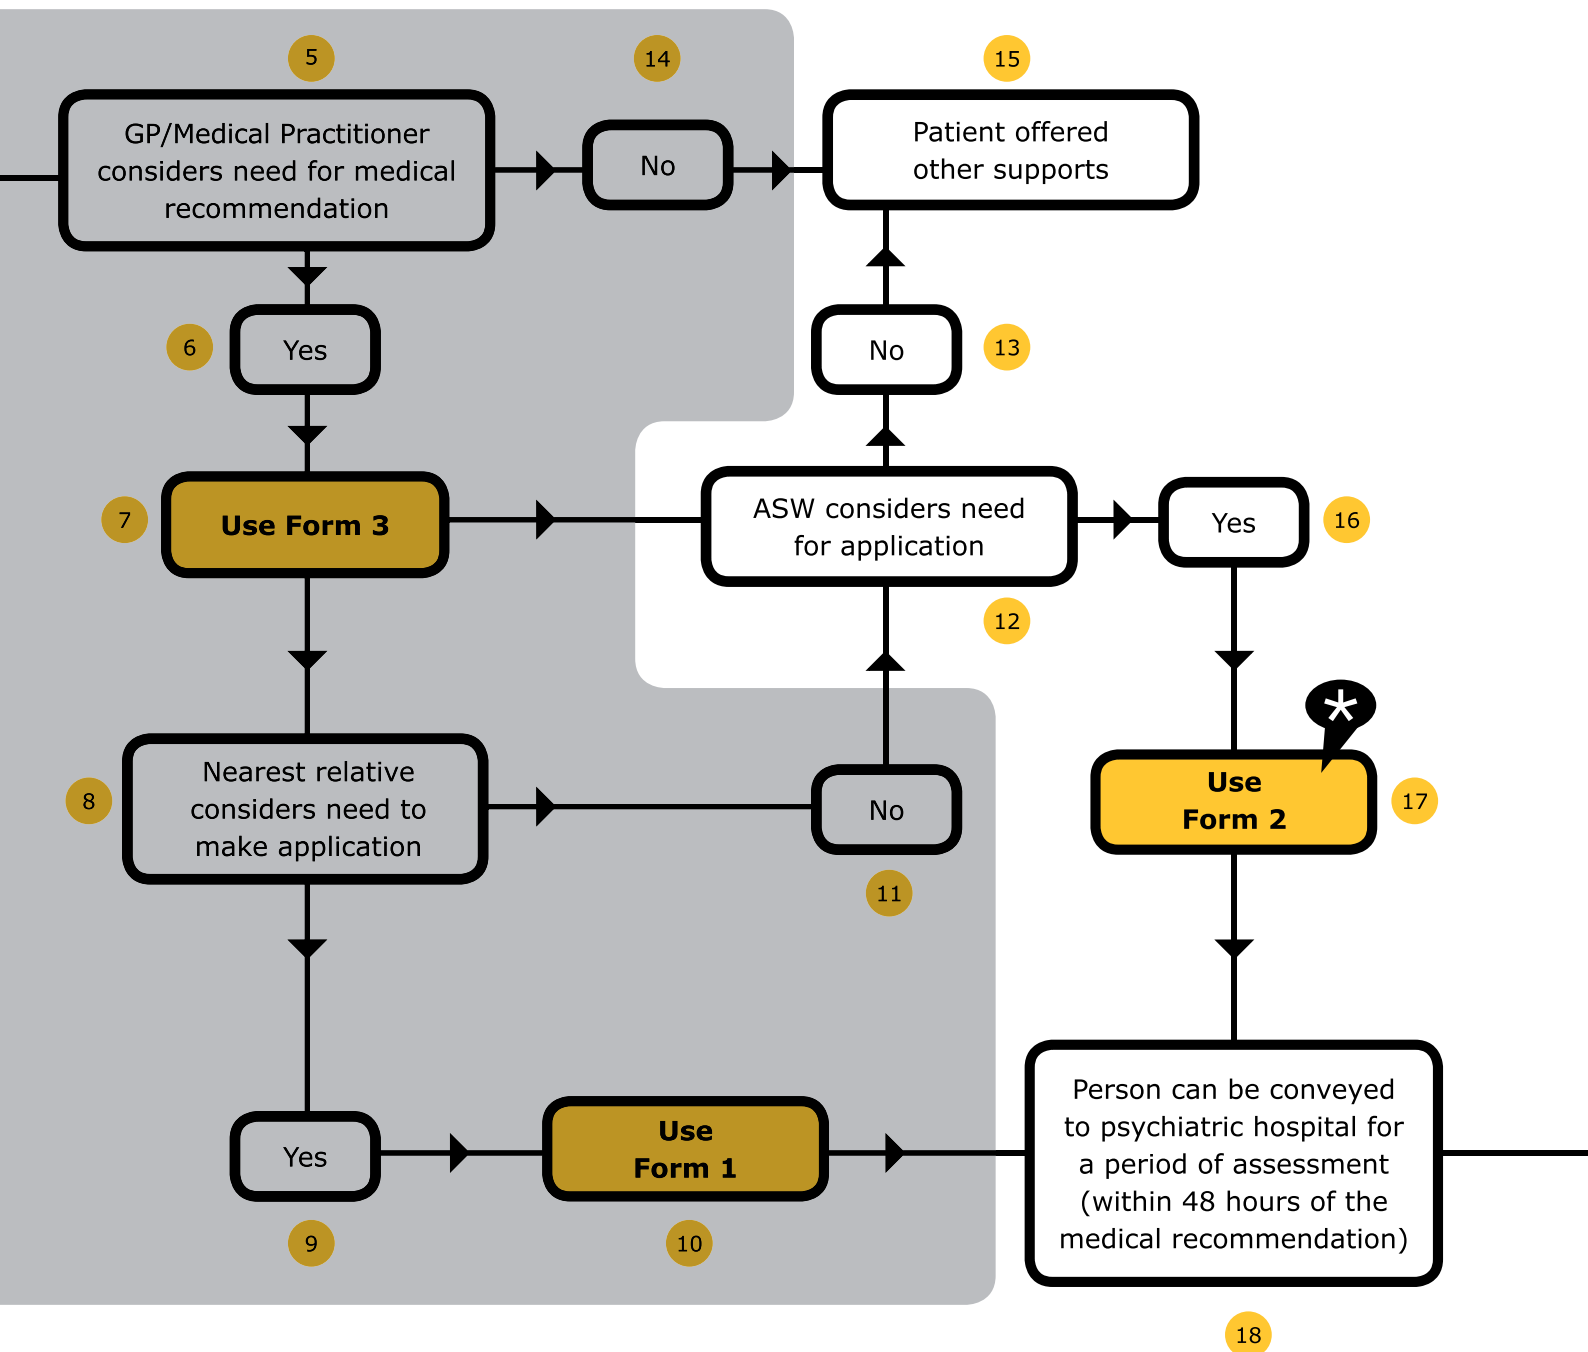 5
14
15
GP/Medical Practitioner
considers need for medical
recommendation
No
Patient offered
other supports
6
Yes
No
13
7
Use Form 3
ASW considers need
for application
Yes
16
12
8
Nearest relative
considers need to
make application
No
11
*
Use
Form 2
17
Yes
9
Use
Form 1
10
Person can be conveyed
to psychiatric hospital for
a period of assessment
(within 48 hours of the
medical recommendation)
18